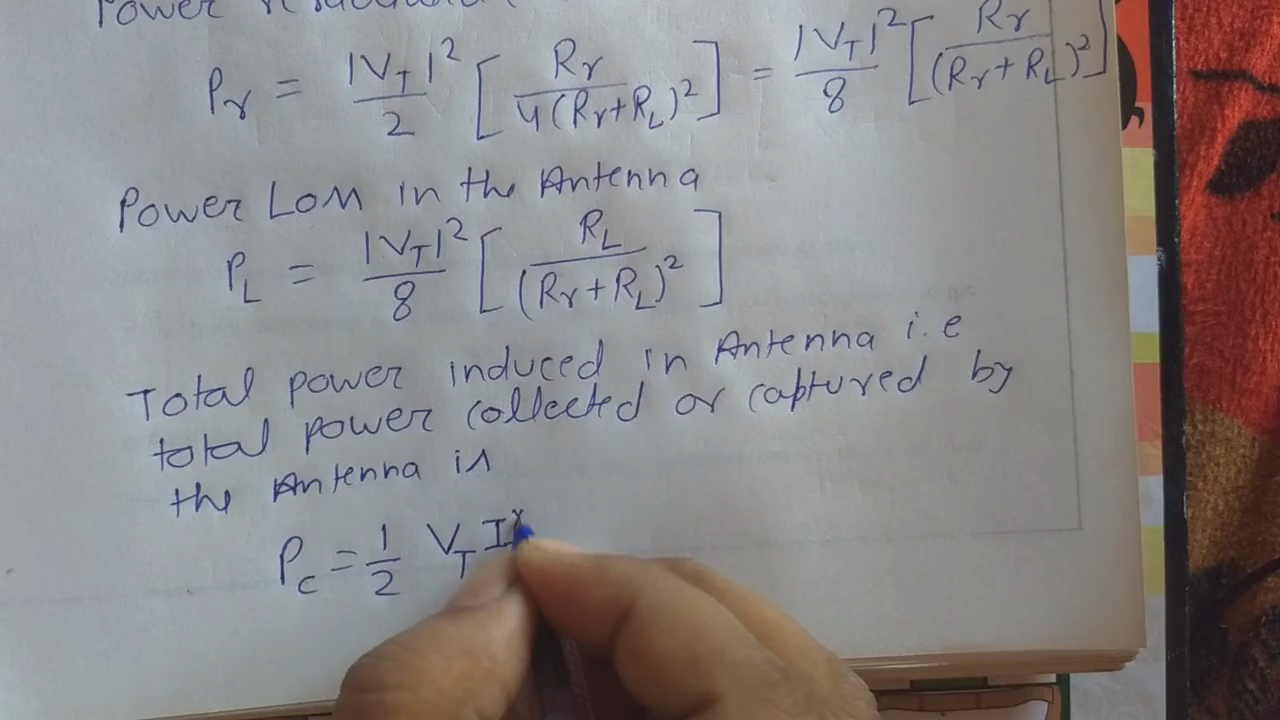 Power
Pr = |VT|²/2 [Rr/4(Rr+RL)²] = |VT|²/8 [Rr/(Rr+RL)²]
Power Loss in the Antenna
PL = |VT|²/8 [RL/(Rr+RL)²]
Total power induced in Antenna i.e
total power collected or captured by
the Antenna is
Pc = 1/2 VT I*